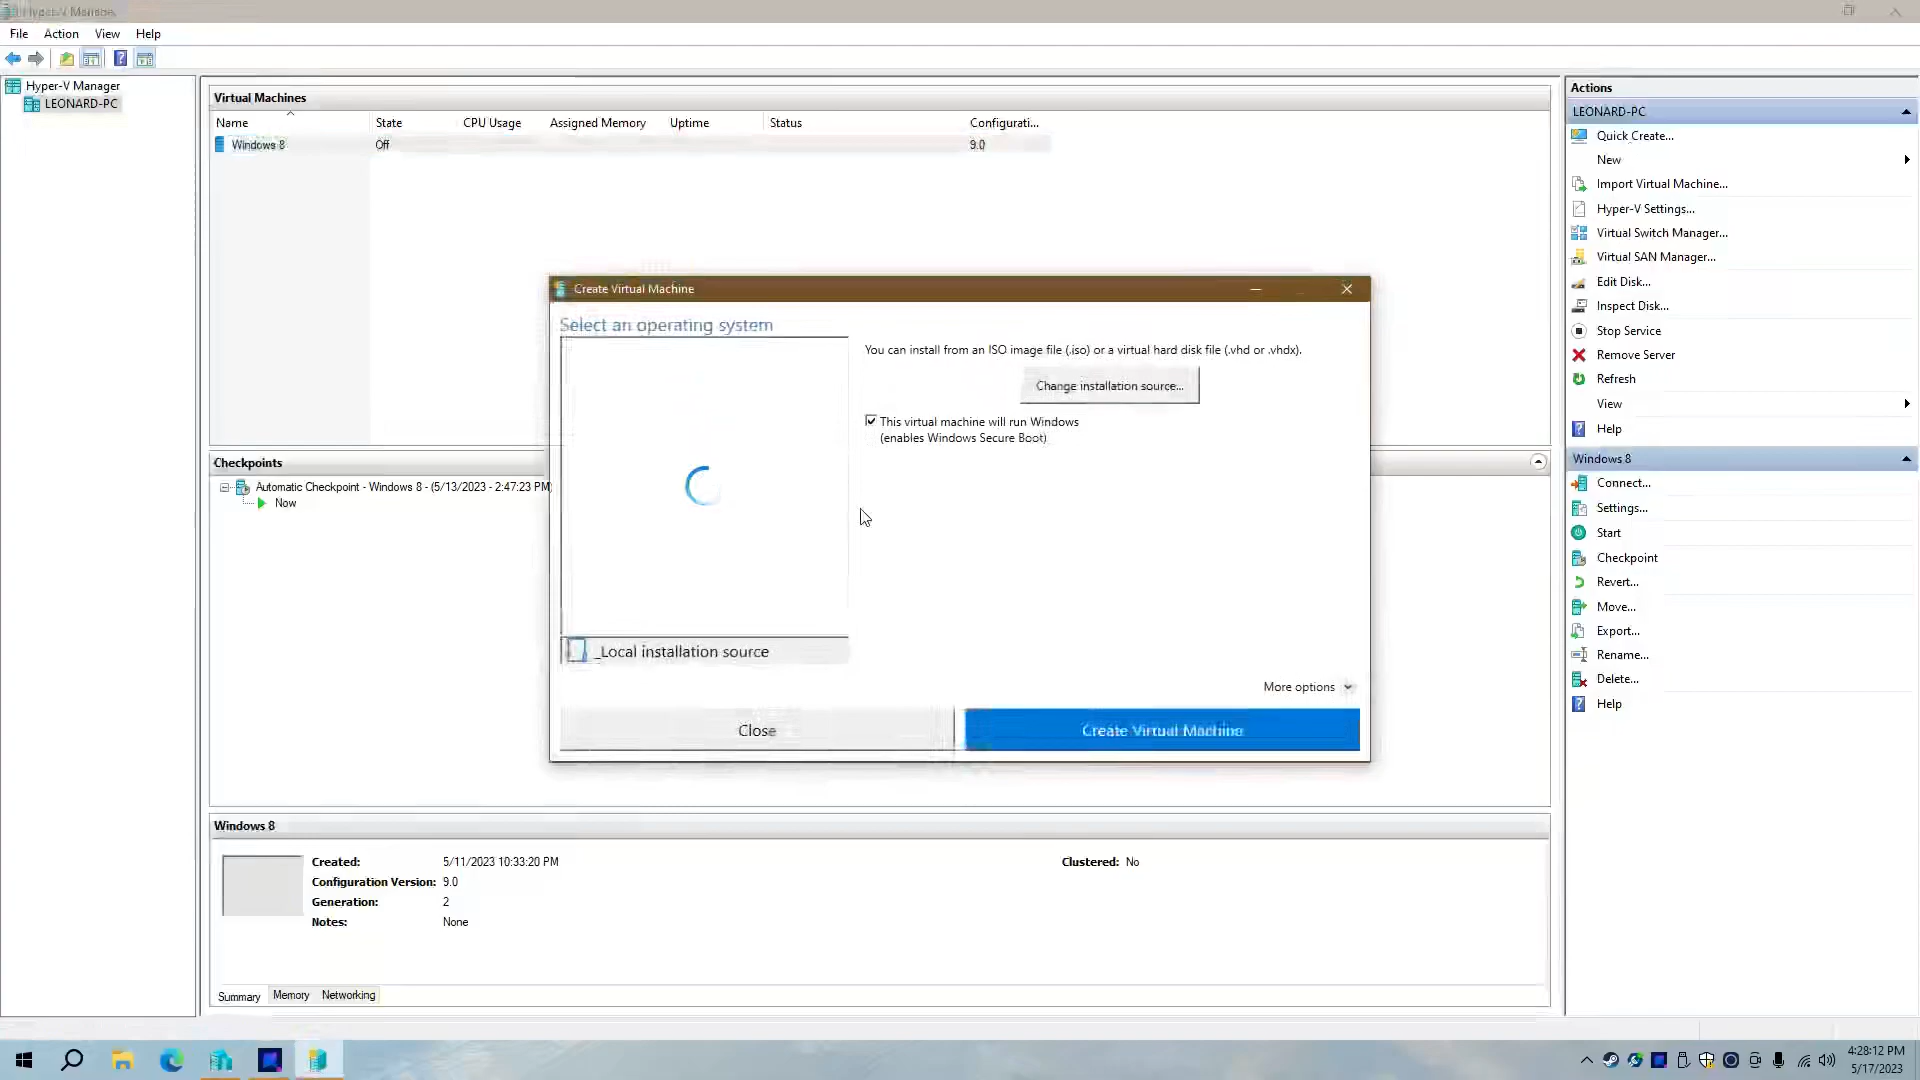 Hyper-V Manager
File Action View Help
Hyper-V Manager
LEONARD-PC
Virtual Machines
Name State CPU Usage Assigned Memory Uptime Status Configurati...
Windows 8 Off 9.0
Create Virtual Machine
Select an operating system
You can install from an ISO image file (.iso) or a virtual hard disk file (.vhd or .vhdx).
Change installation source...
This virtual machine will run Windows
(enables Windows Secure Boot)
_Local installation source
More options
Close
Create Virtual Machine
Checkpoints
Automatic Checkpoint - Windows 8 - (5/13/2023 - 2:47:23 PM)
Now
Windows 8
Created: 5/11/2023 10:33:20 PM Clustered: No
Configuration Version: 9.0
Generation: 2
Notes: None
Summary Memory Networking
Actions
LEONARD-PC
Quick Create...
New
Import Virtual Machine...
Hyper-V Settings...
Virtual Switch Manager...
Virtual SAN Manager...
Edit Disk...
Inspect Disk...
Stop Service
Remove Server
Refresh
View
Help
Windows 8
Connect...
Settings...
Start
Checkpoint
Revert...
Move...
Export...
Rename...
Delete...
Help
4:28:12 PM
5/17/2023